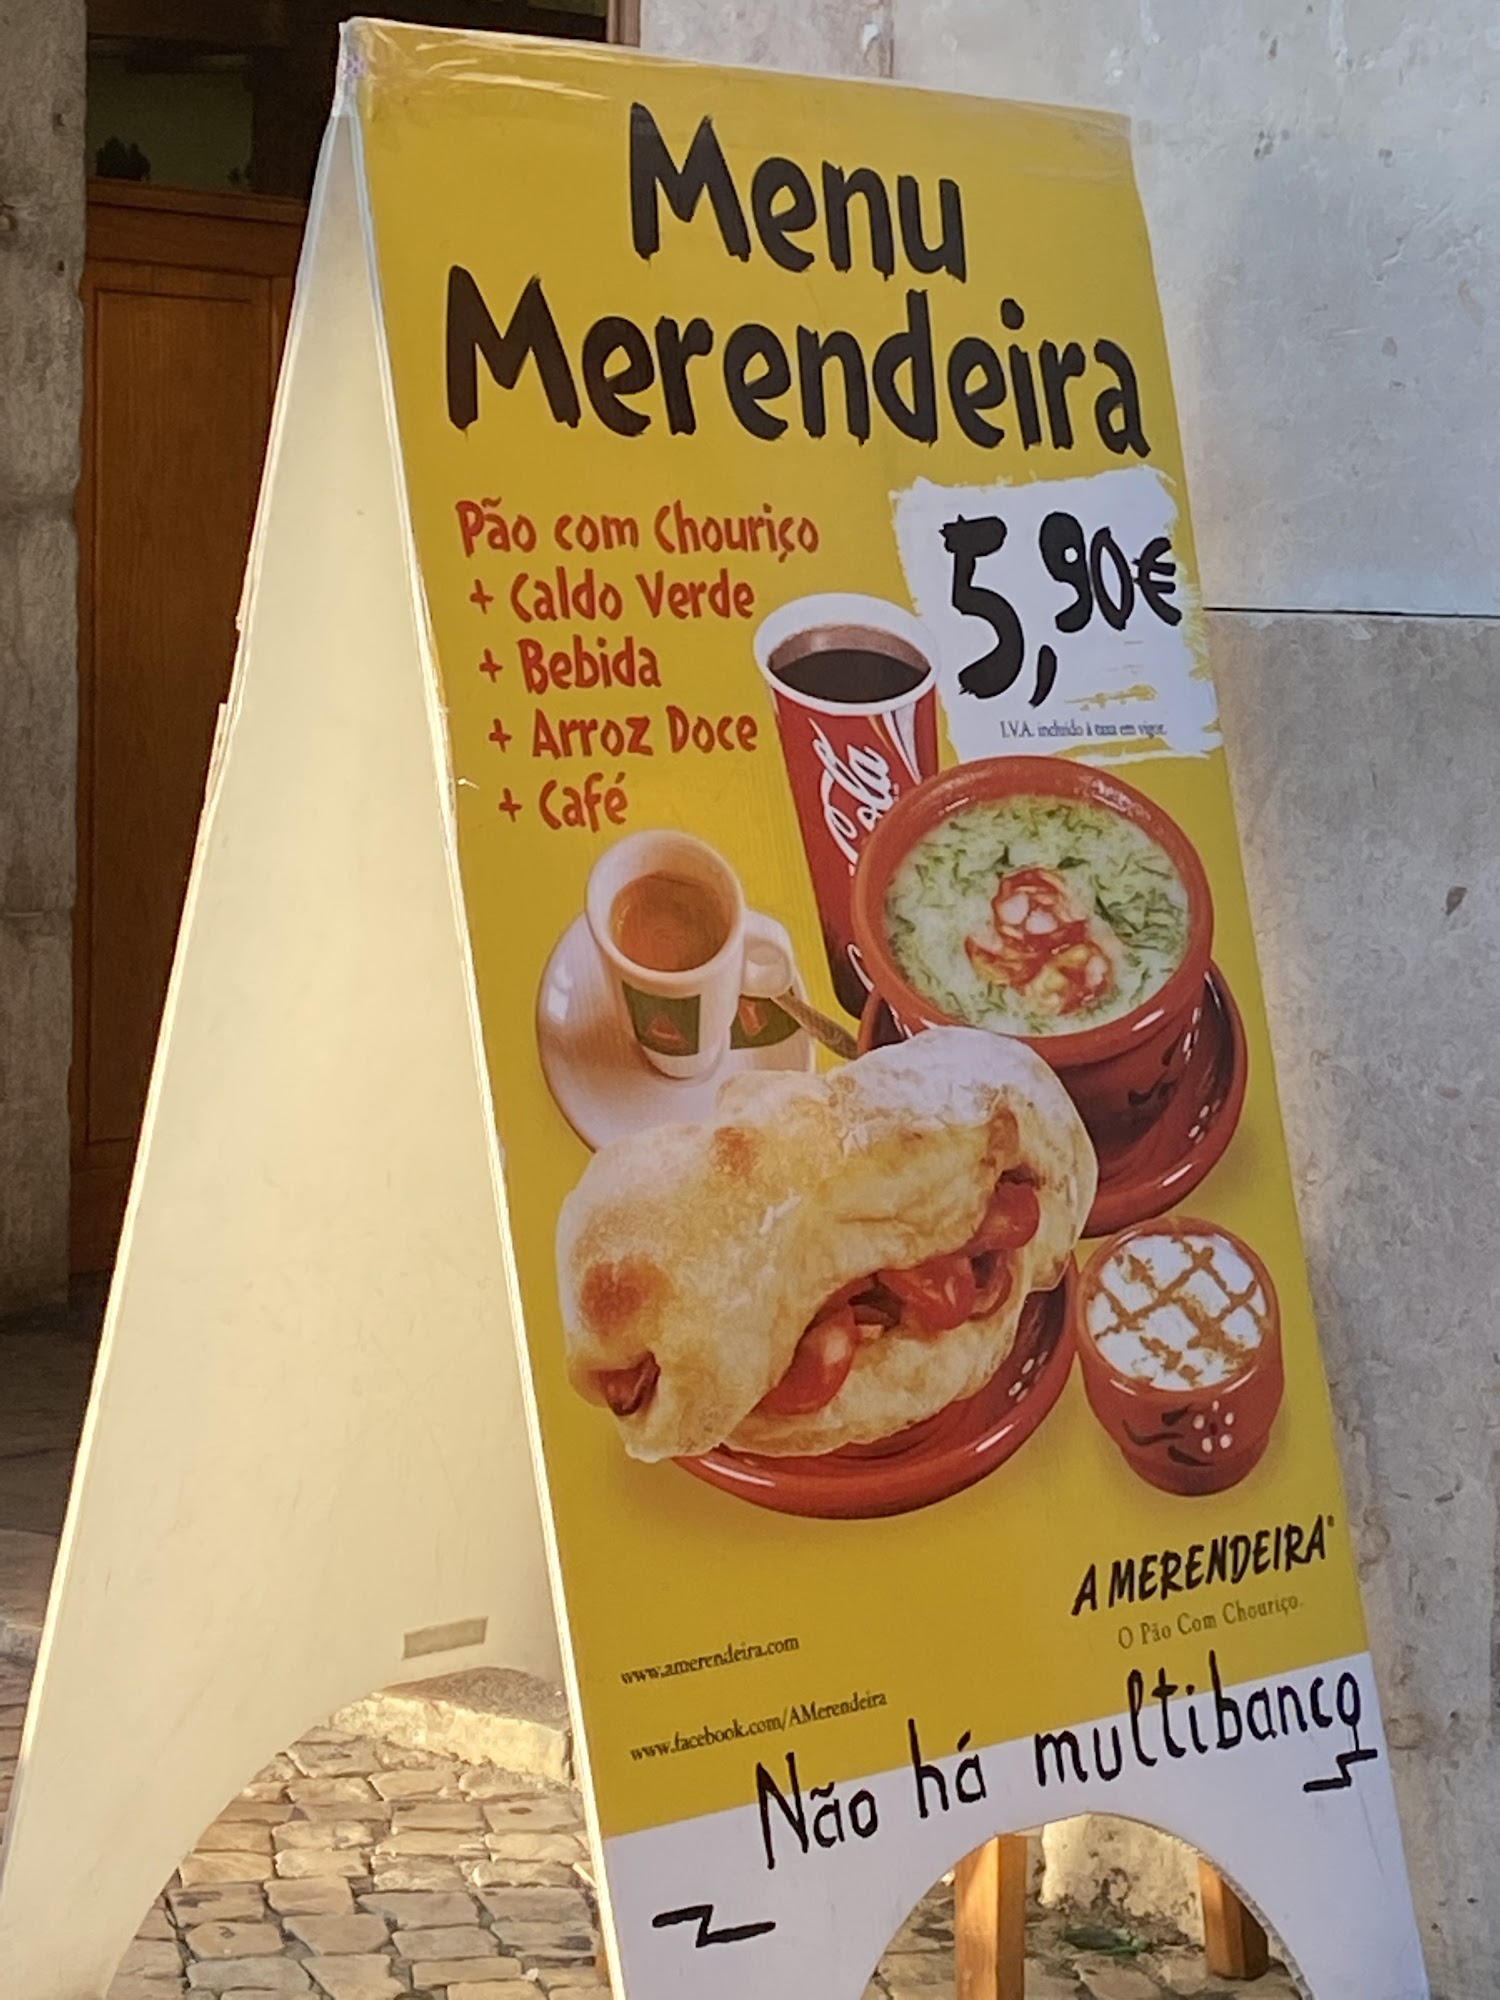 Menu
Merendeira
Pão com Chouriço
+ Caldo Verde
+ Bebida
+ Arroz Doce
+ Café
5,90€
I.V.A. incluído à taxa em vigor.
Cola
A MERENDEIRA®
O Pão Com Chouriço.
www.amerendeira.com
www.facebook.com/AMerendeira
Não há multibanco